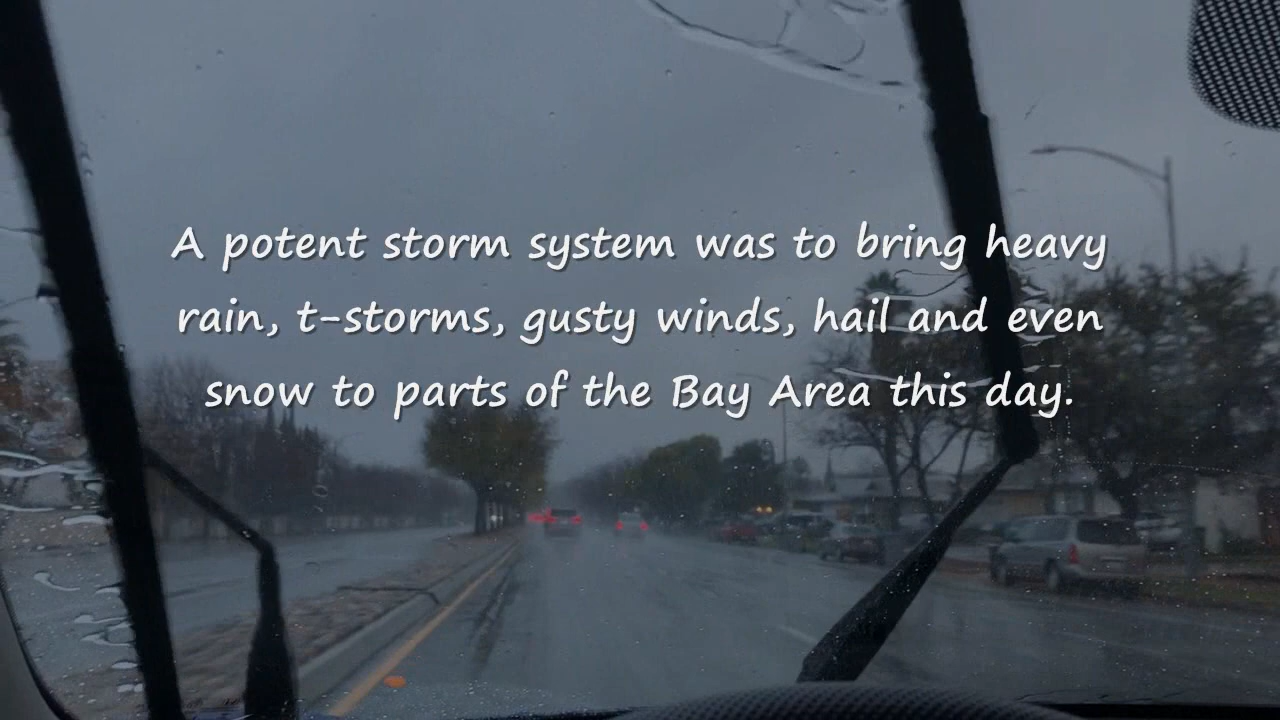 A potent storm system was to bring heavy
rain, t-storms, gusty winds, hail and even
snow to parts of the Bay Area this day.